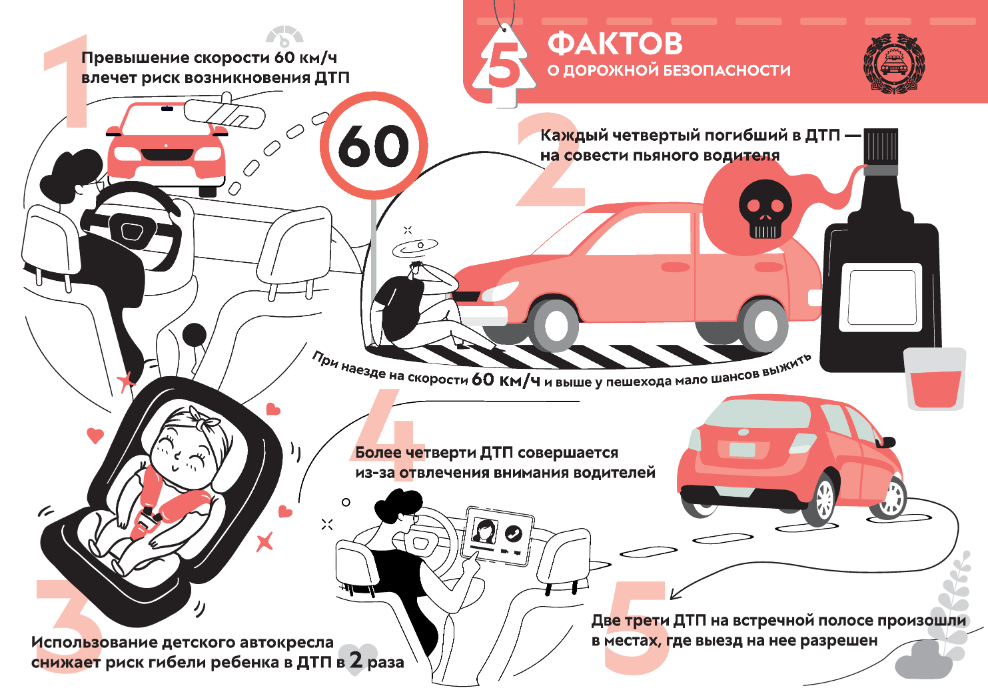 5
ФАКТОВ
О ДОРОЖНОЙ БЕЗОПАСНОСТИ
1
Превышение скорости 60 км/ч
влечет риск возникновения ДТП
60
2
Каждый четвертый погибший в ДТП —
на совести пьяного водителя
При наезде на скорости 60 км/ч и выше у пешехода мало шансов выжить
3
Использование детского автокресла
снижает риск гибели ребенка в ДТП в 2 раза
4
Более четверти ДТП совершается
из-за отвлечения внимания водителей
5
Две трети ДТП на встречной полосе произошли
в местах, где выезд на нее разрешен